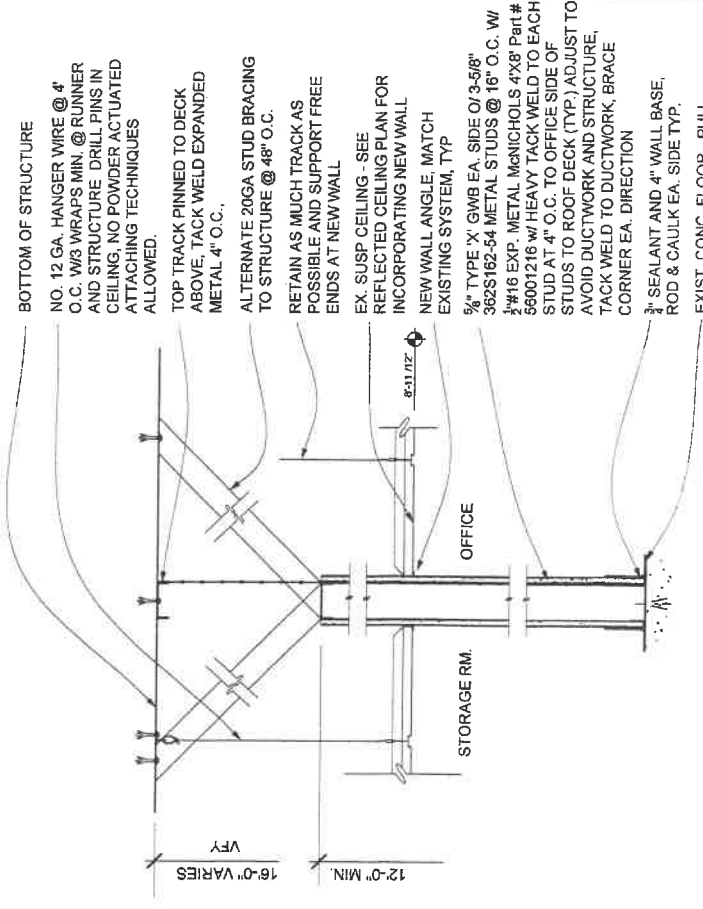 BOTTOM OF STRUCTURE
NO. 12 GA. HANGER WIRE @ 4'
O.C. W/3 WRAPS MIN. @ RUNNER
AND STRUCTURE, DRILL PINS IN
CEILING, NO POWDER ACTUATED
ATTACHING TECHNIQUES
ALLOWED.
TOP TRACK PINNED TO DECK
ABOVE, TACK WELD EXPANDED
METAL 4" O.C.,
ALTERNATE 20GA STUD BRACING
TO STRUCTURE @ 48" O.C.
RETAIN AS MUCH TRACK AS
POSSIBLE AND SUPPORT FREE
ENDS AT NEW WALL
EX. SUSP CEILING - SEE
REFLECTED CEILING PLAN FOR
INCORPORATING NEW WALL
NEW WALL ANGLE, MATCH
EXISTING SYSTEM, TYP
5/8" TYPE 'X' GWB EA. SIDE O/ 3-5/8"
362S162-54 METAL STUDS @ 16" O.C. W/
1/2"#16 EXP. METAL McNICHOLS 4'X8' Part #
56001216 w/ HEAVY TACK WELD TO EACH
STUD AT 4" O.C. TO OFFICE SIDE OF
STUDS TO ROOF DECK (TYP.) ADJUST TO
AVOID DUCTWORK AND STRUCTURE,
TACK WELD TO DUCTWORK, BRACE
CORNER EA. DIRECTION
3/4" SEALANT AND 4" WALL BASE,
ROD & CAULK EA. SIDE TYP.
EXIST. CONC. FLOOR
8'-11 /12"
OFFICE
STORAGE RM.
16'-0" VARIES
VFY
12'-0" MIN.